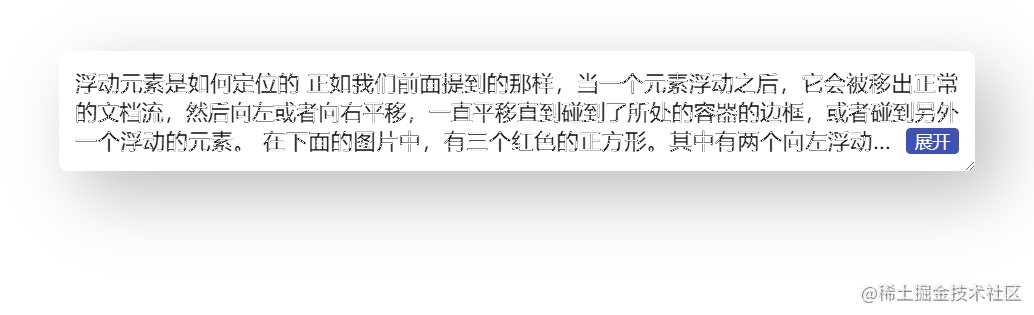 浮动元素是如何定位的 正如我们前面提到的那样，当一个元素浮动之后，它会被移出正常
的文档流，然后向左或者向右平移，一直平移直到碰到了所处的容器的边框，或者碰到另外
一个浮动的元素。 在下面的图片中，有三个红色的正方形。其中有两个向左浮动... 展开
@稀土掘金技术社区